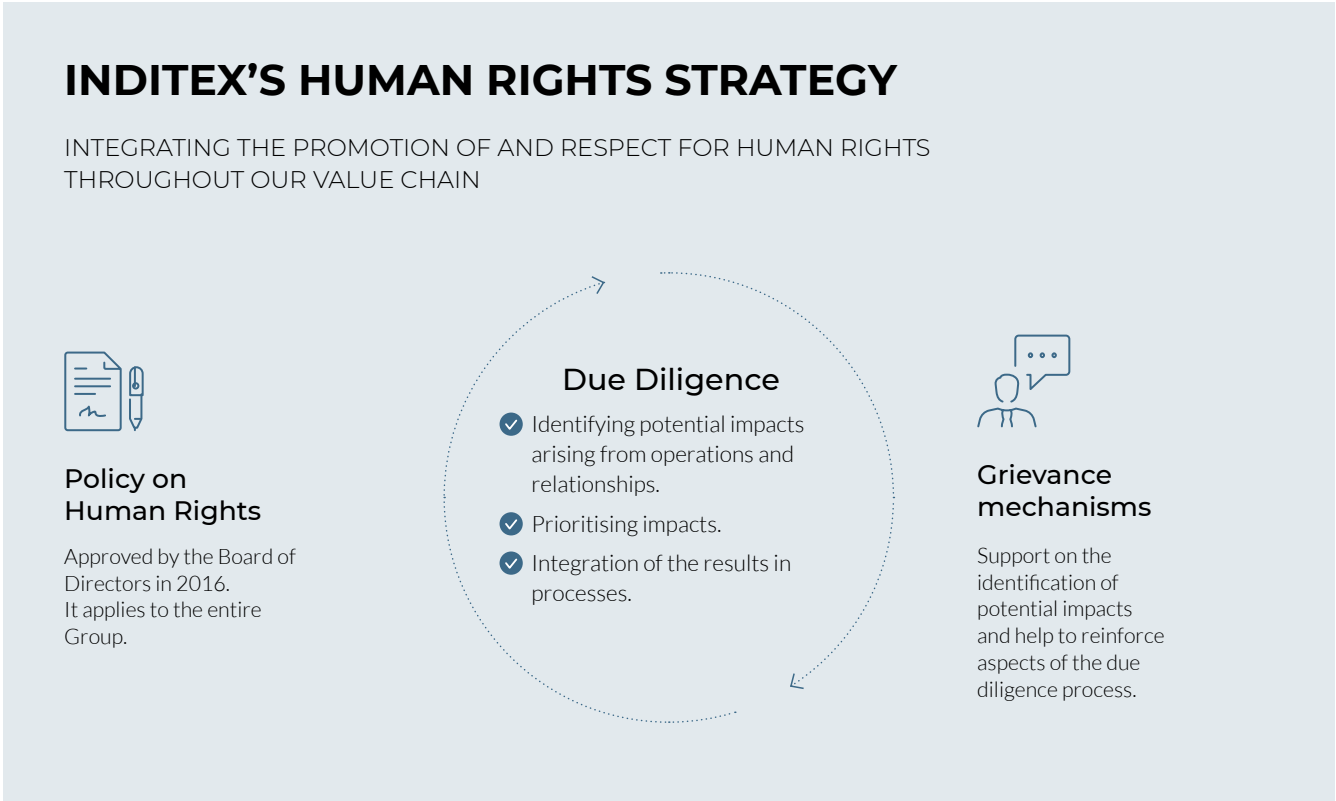 INDITEX’S HUMAN RIGHTS STRATEGY
INTEGRATING THE PROMOTION OF AND RESPECT FOR HUMAN RIGHTS
THROUGHOUT OUR VALUE CHAIN
Policy on
Human Rights
Approved by the Board of
Directors in 2016.
It applies to the entire
Group.
Due Diligence
Identifying potential impacts
arising from operations and
relationships.
Prioritising impacts.
Integration of the results in
processes.
Grievance
mechanisms
Support on the
identification of
potential impacts
and help to reinforce
aspects of the due
diligence process.